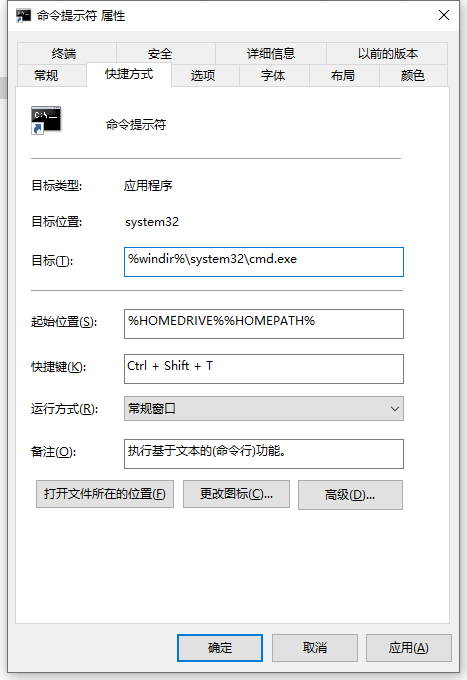 命令提示符 属性
终端 安全 详细信息 以前的版本
常规 快捷方式 选项 字体 布局 颜色
C:\_
命令提示符
目标类型: 应用程序
目标位置: system32
目标(T): %windir%\system32\cmd.exe
起始位置(S): %HOMEDRIVE%%HOMEPATH%
快捷键(K): Ctrl + Shift + T
运行方式(R): 常规窗口
备注(O): 执行基于文本的(命令行)功能。
打开文件所在的位置(F) 更改图标(C)... 高级(D)...
确定 取消 应用(A)